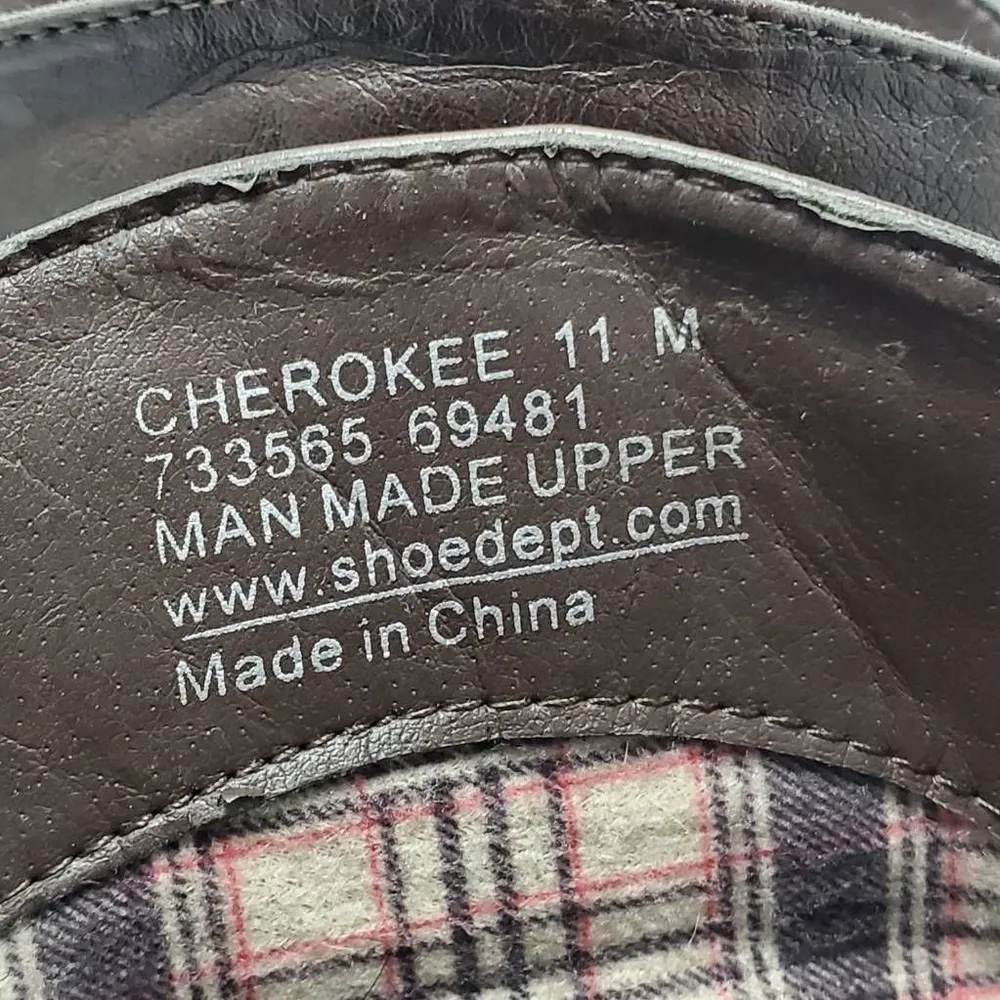 CHEROKEE 11 M
733565 69481
MAN MADE UPPER
www.shoedept.com
Made in China